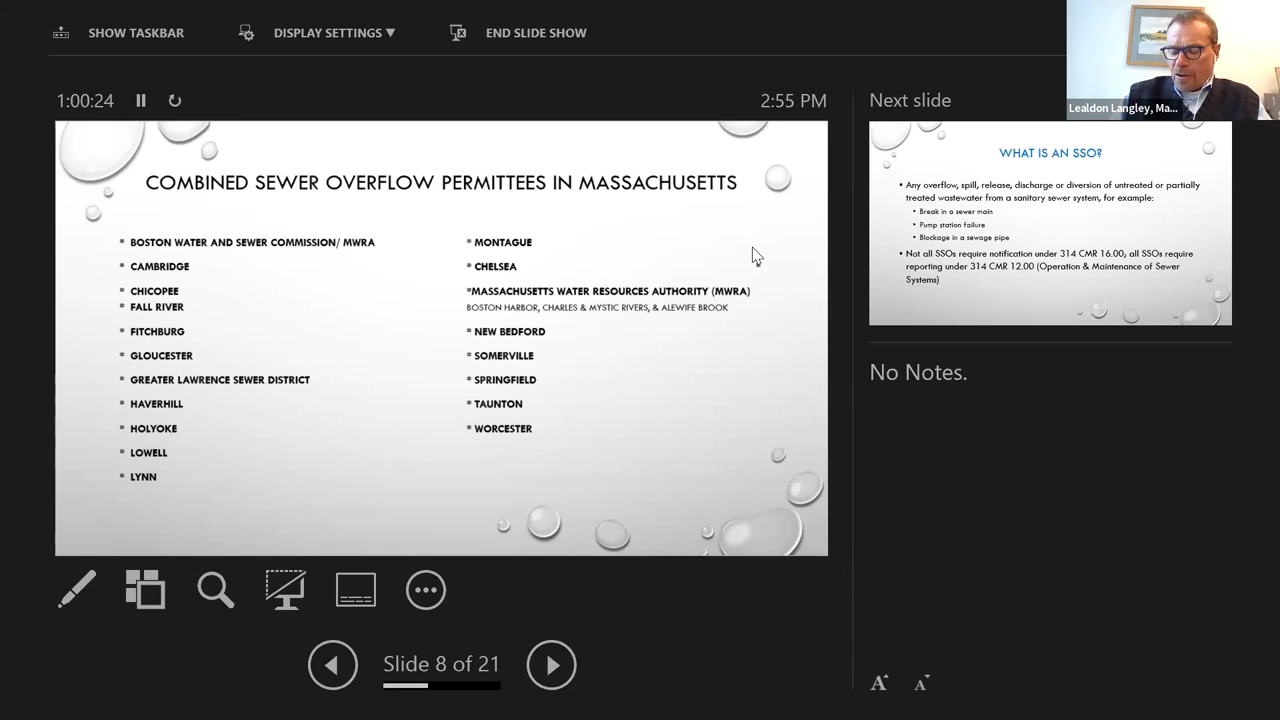 SHOW TASKBAR
DISPLAY SETTINGS ▼
END SLIDE SHOW
1:00:24
2:55 PM
COMBINED SEWER OVERFLOW PERMITTEES IN MASSACHUSETTS
* BOSTON WATER AND SEWER COMMISSION/ MWRA
* CAMBRIDGE
* CHICOPEE
* FALL RIVER
* FITCHBURG
* GLOUCESTER
* GREATER LAWRENCE SEWER DISTRICT
* HAVERHILL
* HOLYOKE
* LOWELL
* LYNN
* MONTAGUE
* CHELSEA
*MASSACHUSETTS WATER RESOURCES AUTHORITY (MWRA)
BOSTON HARBOR, CHARLES & MYSTIC RIVERS, & ALEWIFE BROOK
* NEW BEDFORD
* SOMERVILLE
* SPRINGFIELD
* TAUNTON
* WORCESTER
Slide 8 of 21
Next slide
Lealdon Langley, Ma...
WHAT IS AN SSO?
• Any overflow, spill, release, discharge or diversion of untreated or partially
treated wastewater from a sanitary sewer system, for example:
• Break in a sewer main
• Pump station failure
• Blockage in a sewage pipe
• Not all SSOs require notification under 314 CMR 16.00, all SSOs require
reporting under 314 CMR 12.00 (Operation & Maintenance of Sewer
Systems)
No Notes.
A A